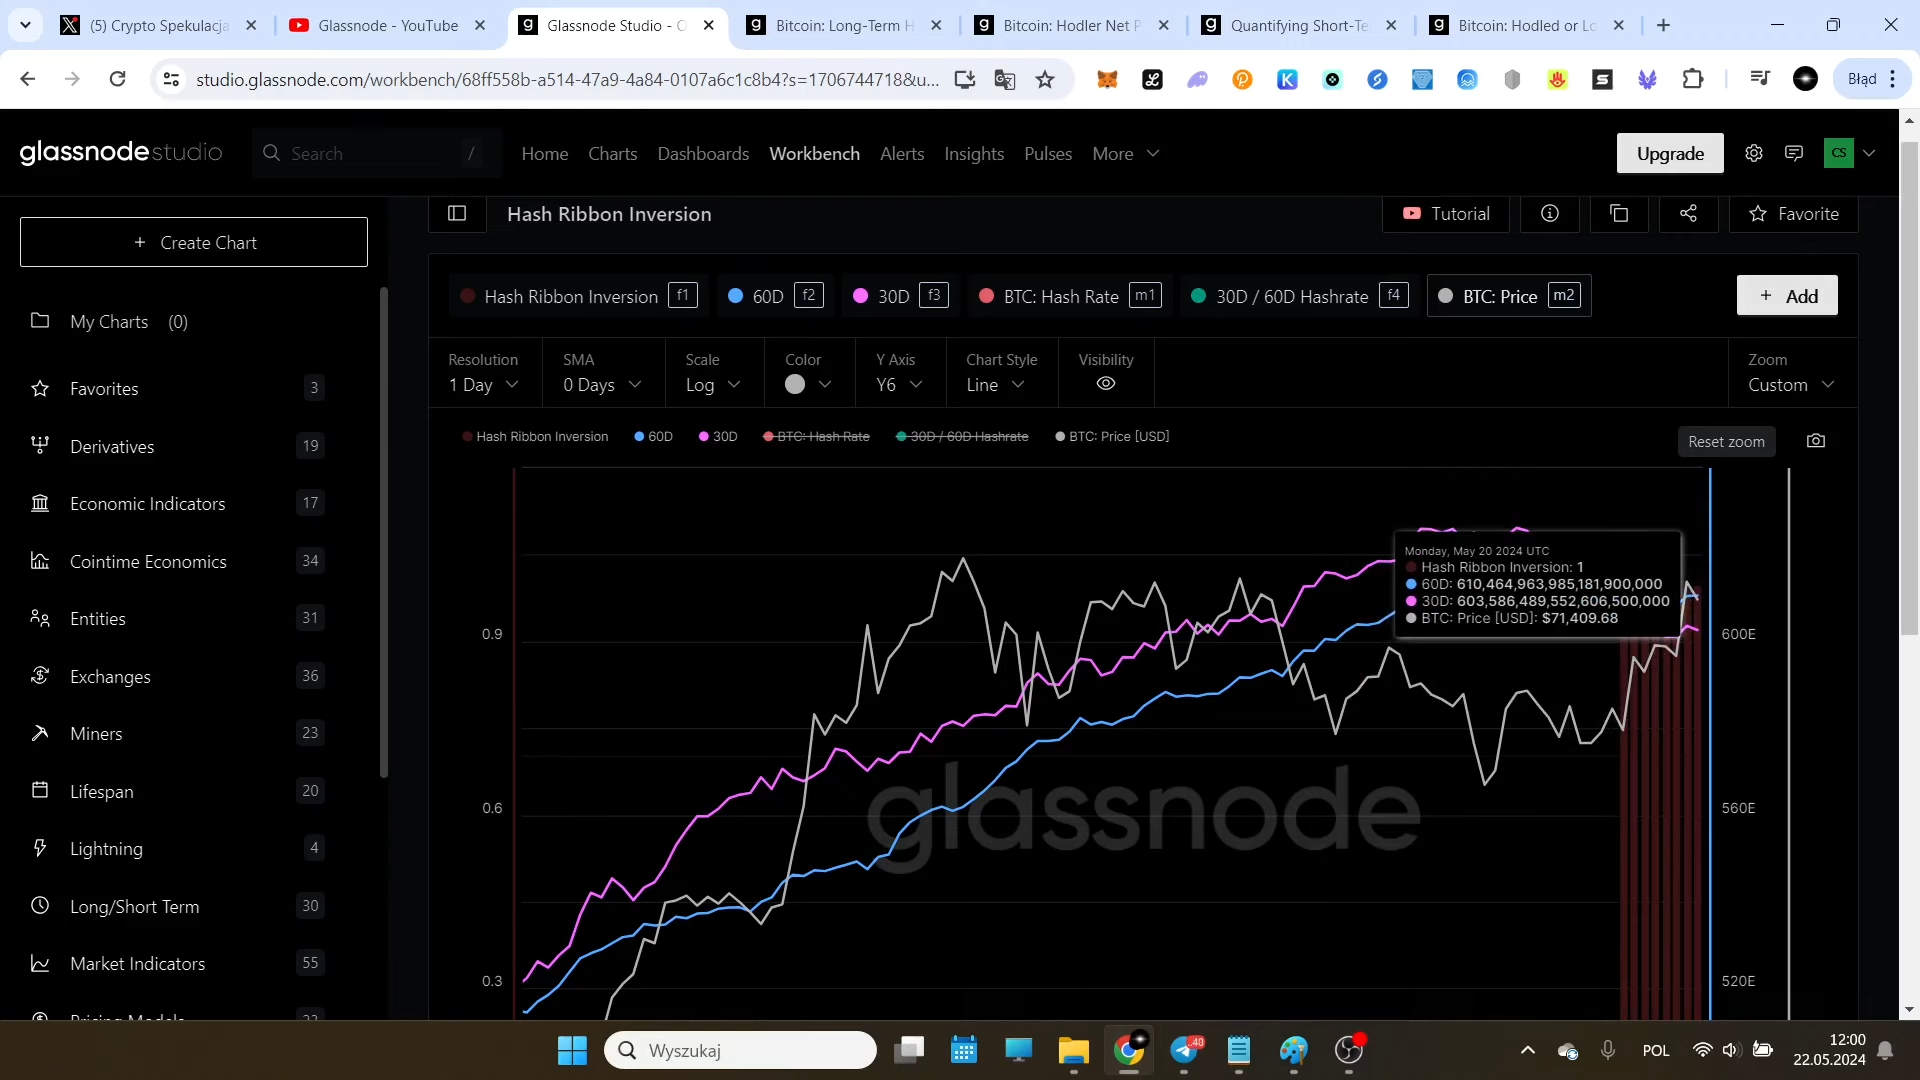 (5) Crypto Spekulacja
Glassnode - YouTube
Glassnode Studio - O
Bitcoin: Long-Term H
Bitcoin: Hodler Net P
Quantifying Short-Te
Bitcoin: Hodled or Lo
studio.glassnode.com/workbench/68ff558b-a514-47a9-4a84-0107a6c1c8b4?s=1706744718&u...
Błąd
glassnodestudio
Search /
Home
Charts
Dashboards
Workbench
Alerts
Insights
Pulses
More
Upgrade
CS
+ Create Chart
My Charts (0)
Favorites 3
Derivatives 19
Economic Indicators 17
Cointime Economics 34
Entities 31
Exchanges 36
Miners 23
Lifespan 20
Lightning 4
Long/Short Term 30
Market Indicators 55
Hash Ribbon Inversion
Tutorial
Favorite
Hash Ribbon Inversion f1
60D f2
30D f3
BTC: Hash Rate m1
30D / 60D Hashrate f4
BTC: Price m2
+ Add
Resolution
1 Day
SMA
0 Days
Scale
Log
Color
Y Axis
Y6
Chart Style
Line
Visibility
Zoom
Custom
Hash Ribbon Inversion
60D
30D
BTC: Hash Rate
30D / 60D Hashrate
BTC: Price [USD]
Reset zoom
Monday, May 20 2024 UTC
Hash Ribbon Inversion: 1
60D: 610,464,963,985,181,900,000
30D: 603,586,489,552,606,500,000
BTC: Price [USD]: $71,409.68
0.9
0.6
0.3
600E
560E
520E
glassnode
Wyszukaj
40
POL
12:00
22.05.2024